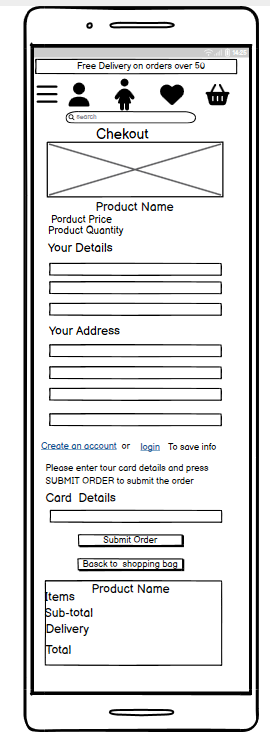 14:25
Free Delivery on orders over 50
search
Chekout
Product Name
Porduct Price
Product Quantity
Your Details
Your Address
Create an account or login To save info
Please enter tour card details and press
SUBMIT ORDER to submit the order
Card Details
Submit Order
Basck to shopping bag
Product Name
Items
Sub-total
Delivery
Total